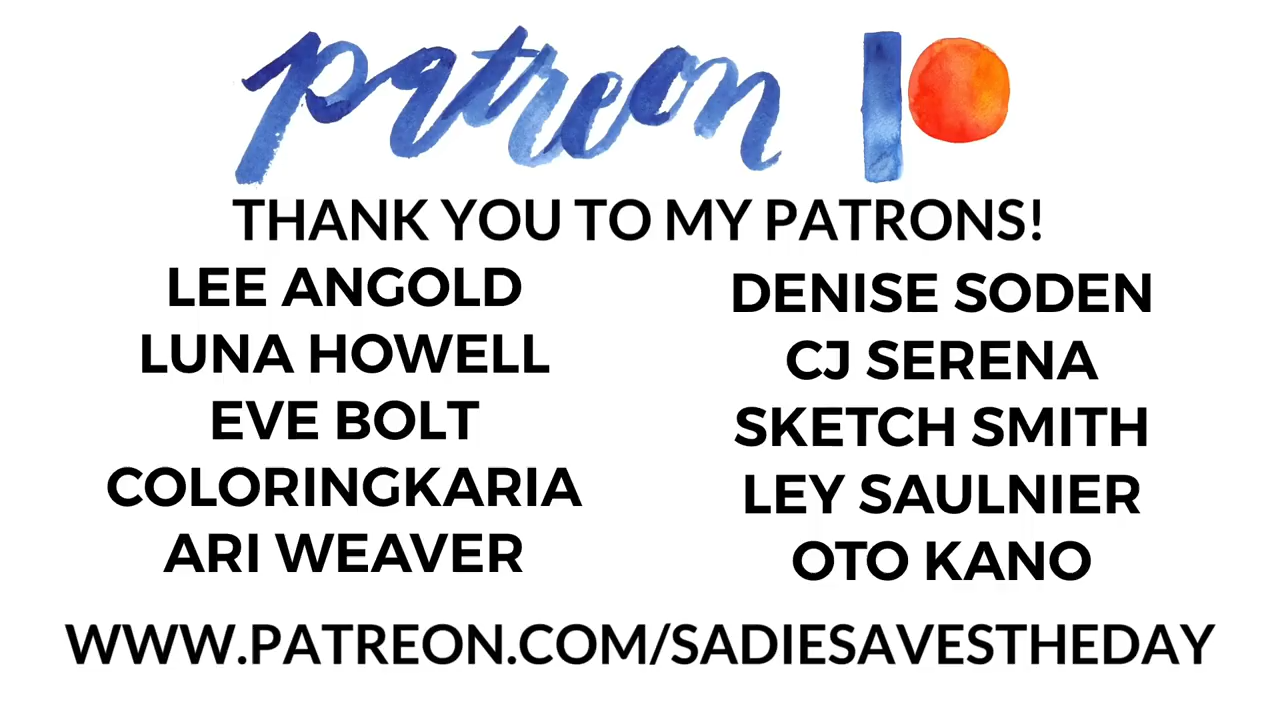 patreon
THANK YOU TO MY PATRONS!
LEE ANGOLD
LUNA HOWELL
EVE BOLT
COLORINGKARIA
ARI WEAVER
DENISE SODEN
CJ SERENA
SKETCH SMITH
LEY SAULNIER
OTO KANO
WWW.PATREON.COM/SADIESAVESTHEDAY